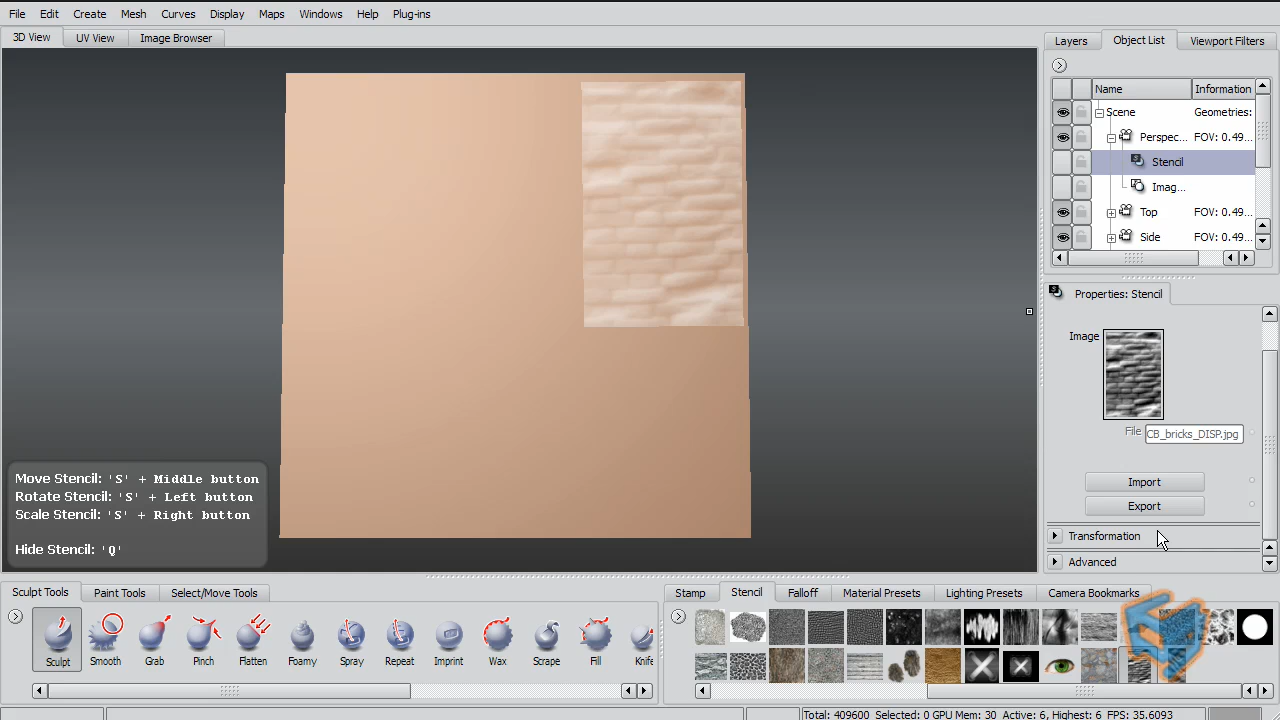 File Edit Create Mesh Curves Display Maps Windows Help Plug-ins
3D View UV View Image Browser
Layers Object List Viewport Filters
Name Information
Scene Geometries:
Perspec... FOV: 0.49...
Stencil
Imag...
Top FOV: 0.49...
Side FOV: 0.49...
Properties: Stencil
Image
File CB_bricks_DISP.jpg
Import
Export
Transformation
Advanced
Move Stencil: 'S' + Middle button
Rotate Stencil: 'S' + Left button
Scale Stencil: 'S' + Right button
Hide Stencil: 'Q'
Sculpt Tools Paint Tools Select/Move Tools
Sculpt Smooth Grab Pinch Flatten Foamy Spray Repeat Imprint Wax Scrape Fill Knife
Stamp Stencil Falloff Material Presets Lighting Presets Camera Bookmarks
Total: 409600 Selected: 0 GPU Mem: 30 Active: 6, Highest: 6 FPS: 35.6093